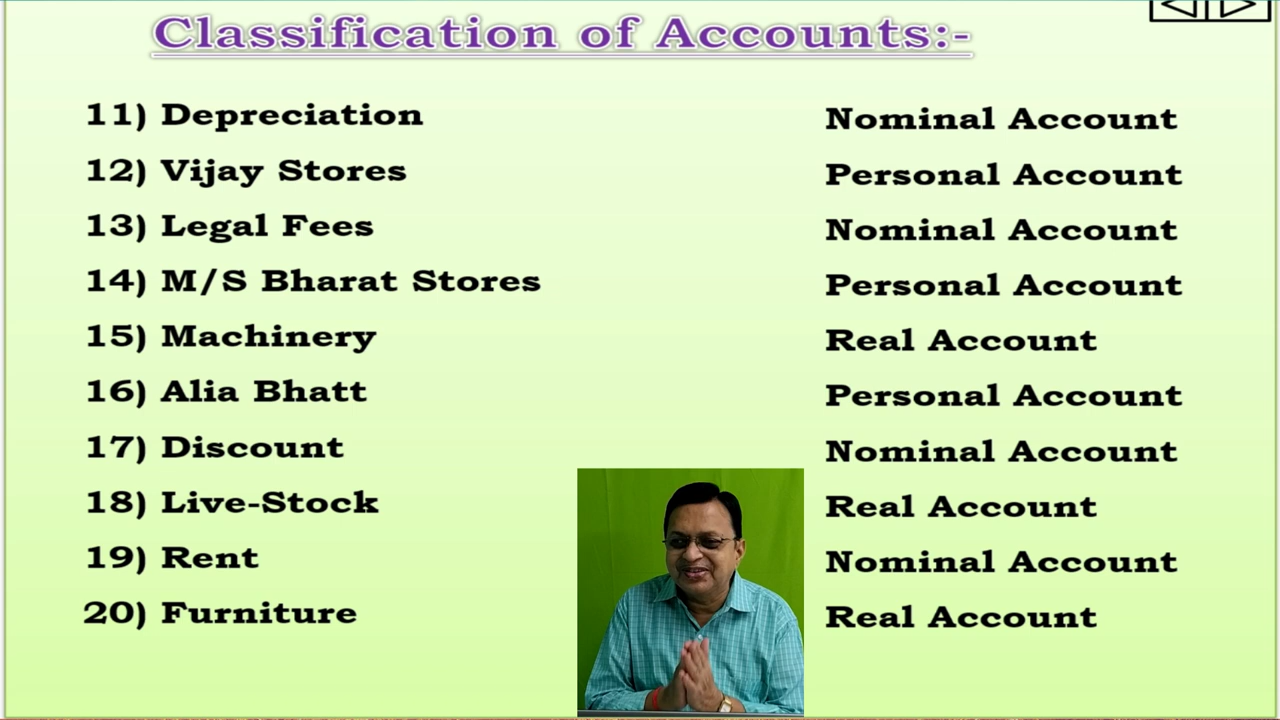 Classification of Accounts:-
11) Depreciation Nominal Account
12) Vijay Stores Personal Account
13) Legal Fees Nominal Account
14) M/S Bharat Stores Personal Account
15) Machinery Real Account
16) Alia Bhatt Personal Account
17) Discount Nominal Account
18) Live-Stock Real Account
19) Rent Nominal Account
20) Furniture Real Account